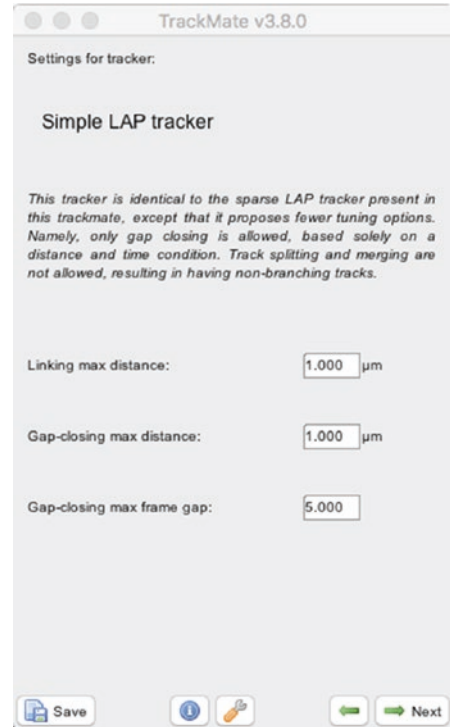 TrackMate v3.8.0
Settings for tracker:
Simple LAP tracker
This tracker is identical to the sparse LAP tracker present in
this trackmate, except that it proposes fewer tuning options.
Namely, only gap closing is allowed, based solely on a
distance and time condition. Track splitting and merging are
not allowed, resulting in having non-branching tracks.
Linking max distance: 1.000 µm
Gap-closing max distance: 1.000 µm
Gap-closing max frame gap: 5.000
Save Next